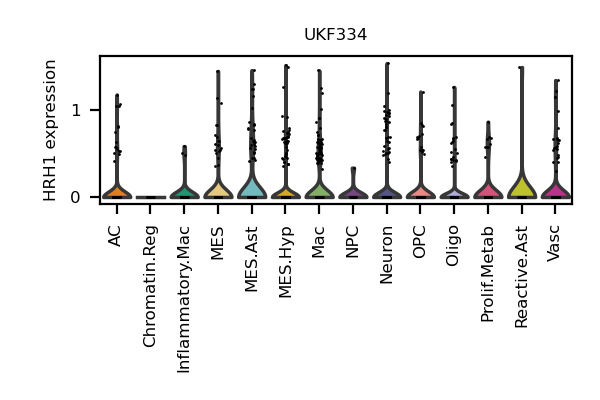 UKF334
HRH1 expression
1
0
AC
Chromatin.Reg
Inflammatory.Mac
MES
MES.Ast
MES.Hyp
Mac
NPC
Neuron
OPC
Oligo
Prolif.Metab
Reactive.Ast
Vasc